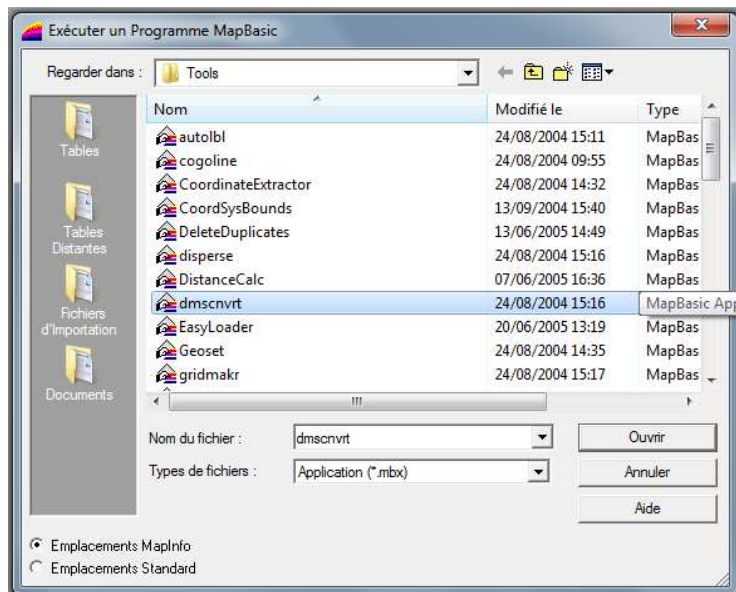 Exécuter un Programme MapBasic
Regarder dans : Tools
Nom Modifié le Type
autolbl 24/08/2004 15:11 MapBas
cogoline 24/08/2004 09:55 MapBas
CoordinateExtractor 24/08/2004 14:32 MapBas
CoordSysBounds 13/09/2004 15:40 MapBas
DeleteDuplicates 13/06/2005 14:49 MapBas
disperse 24/08/2004 15:16 MapBas
DistanceCalc 07/06/2005 16:36 MapBas
dmscnvrt 24/08/2004 15:16 MapBasic App
EasyLoader 20/06/2005 13:19 MapBas
Geoset 24/08/2004 14:35 MapBas
gridmakr 24/08/2004 15:17 MapBas
Tables
Tables
Distantes
Fichiers
d'Importation
Documents
Nom du fichier : dmscnvrt Ouvrir
Types de fichiers : Application (*.mbx) Annuler
Aide
Emplacements MapInfo
Emplacements Standard